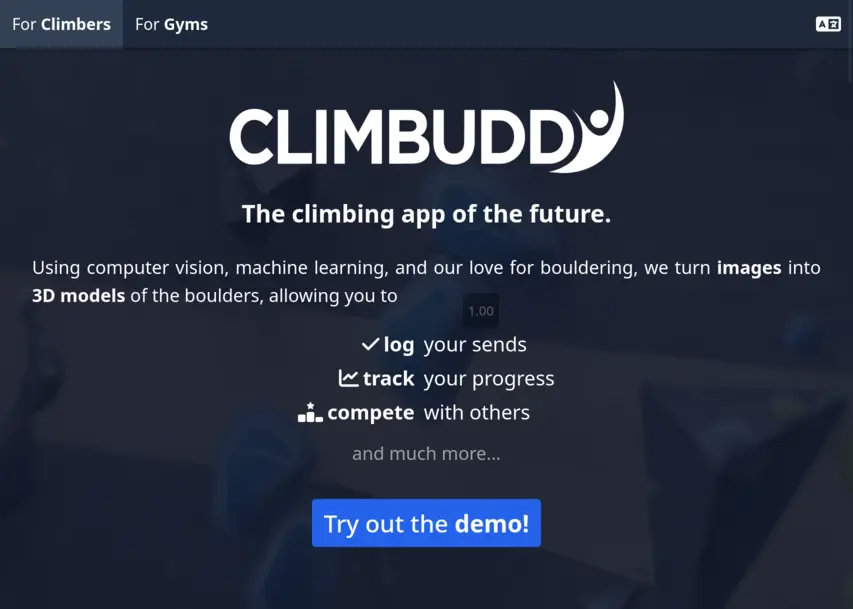 For Climbers For Gyms
CLIMBUDDY
The climbing app of the future.
Using computer vision, machine learning, and our love for bouldering, we turn images into
3D models of the boulders, allowing you to
1.00
log your sends
track your progress
compete with others
and much more...
Try out the demo!